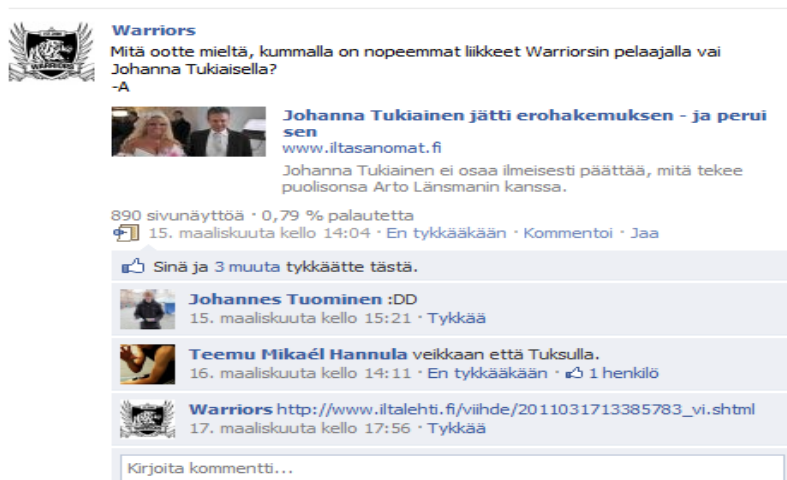 Warriors
Mitä ootte mieltä, kummalla on nopeemmat liikkeet Warriorsin pelaajalla vai
Johanna Tukiaisella?
-A
Johanna Tukiainen jätti erohakemuksen - ja perui
sen
www.iltasanomat.fi
Johanna Tukiainen ei osaa ilmeisesti päättää, mitä tekee
puolisonsa Arto Länsmanin kanssa.
890 sivunäyttöä · 0,79 % palautetta
15. maaliskuuta kello 14:04 · En tykkääkään · Kommentoi · Jaa
Sinä ja 3 muuta tykkäätte tästä.
Johannes Tuominen :DD
15. maaliskuuta kello 15:21 · Tykkää
Teemu Mikaél Hannula veikkaan että Tuksulla.
16. maaliskuuta kello 14:11 · En tykkääkään · 1 henkilö
Warriors http://www.iltalehti.fi/viihde/2011031713385783_vi.shtml
17. maaliskuuta kello 17:56 · Tykkää
Kirjoita kommentti...